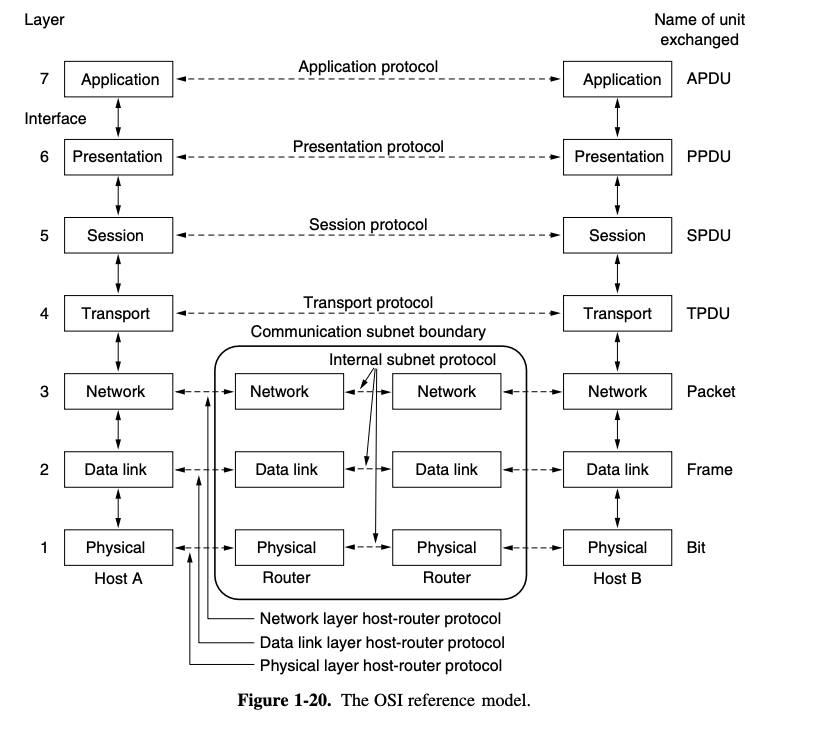 Layer
Name of unit
exchanged
7
Application
Application protocol
Application
APDU
Interface
6
Presentation
Presentation protocol
Presentation
PPDU
5
Session
Session protocol
Session
SPDU
4
Transport
Transport protocol
Transport
TPDU
Communication subnet boundary
Internal subnet protocol
3
Network
Network
Network
Network
Packet
2
Data link
Data link
Data link
Data link
Frame
1
Physical
Physical
Physical
Physical
Bit
Host A
Router
Router
Host B
Network layer host-router protocol
Data link layer host-router protocol
Physical layer host-router protocol
Figure 1-20. The OSI reference model.